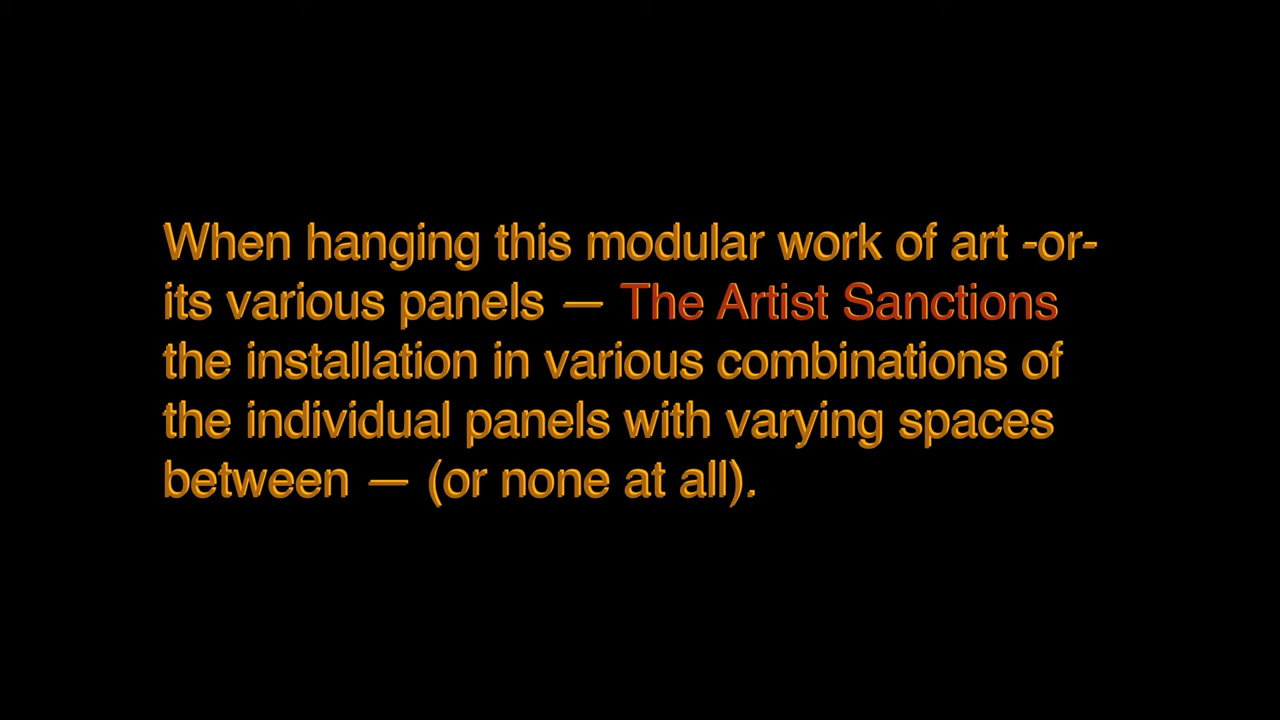 When hanging this modular work of art -or-
its various panels — The Artist Sanctions
the installation in various combinations of
the individual panels with varying spaces
between — (or none at all).